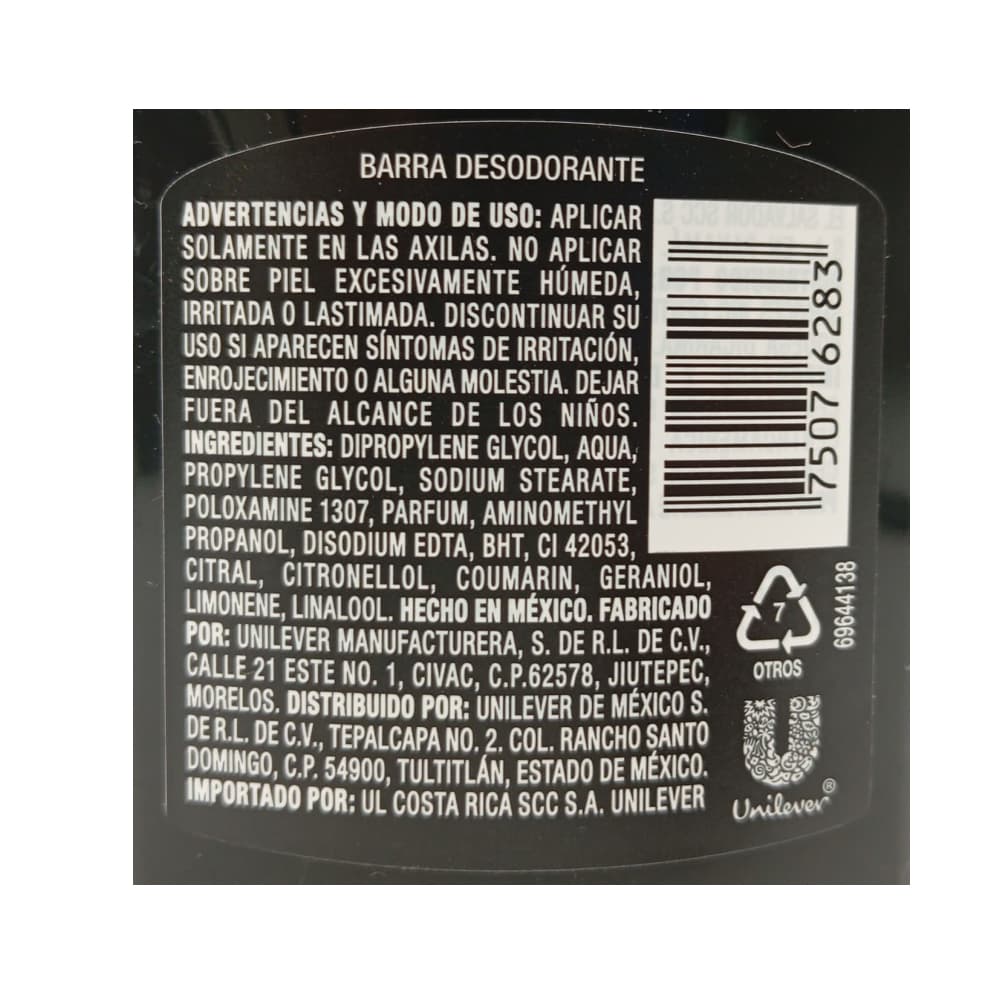 BARRA DESODORANTE
ADVERTENCIAS Y MODO DE USO: APLICAR
SOLAMENTE EN LAS AXILAS. NO APLICAR
SOBRE PIEL EXCESIVAMENTE HÚMEDA,
IRRITADA O LASTIMADA. DISCONTINUAR SU
USO SI APARECEN SÍNTOMAS DE IRRITACIÓN,
ENROJECIMIENTO O ALGUNA MOLESTIA. DEJAR
FUERA DEL ALCANCE DE LOS NIÑOS.
INGREDIENTES: DIPROPYLENE GLYCOL, AQUA,
PROPYLENE GLYCOL, SODIUM STEARATE,
POLOXAMINE 1307, PARFUM, AMINOMETHYL
PROPANOL, DISODIUM EDTA, BHT, CI 42053,
CITRAL, CITRONELLOL, COUMARIN, GERANIOL,
LIMONENE, LINALOOL. HECHO EN MÉXICO. FABRICADO
POR: UNILEVER MANUFACTURERA, S. DE R.L. DE C.V.,
CALLE 21 ESTE NO. 1, CIVAC, C.P.62578, JIUTEPEC,
MORELOS. DISTRIBUIDO POR: UNILEVER DE MÉXICO S.
DE R.L. DE C.V., TEPALCAPA NO. 2. COL. RANCHO SANTO
DOMINGO, C.P. 54900, TULTITLÁN, ESTADO DE MÉXICO.
IMPORTADO POR: UL COSTA RICA SCC S.A. UNILEVER
7507 6283
7
OTROS
69644138
Unilever®